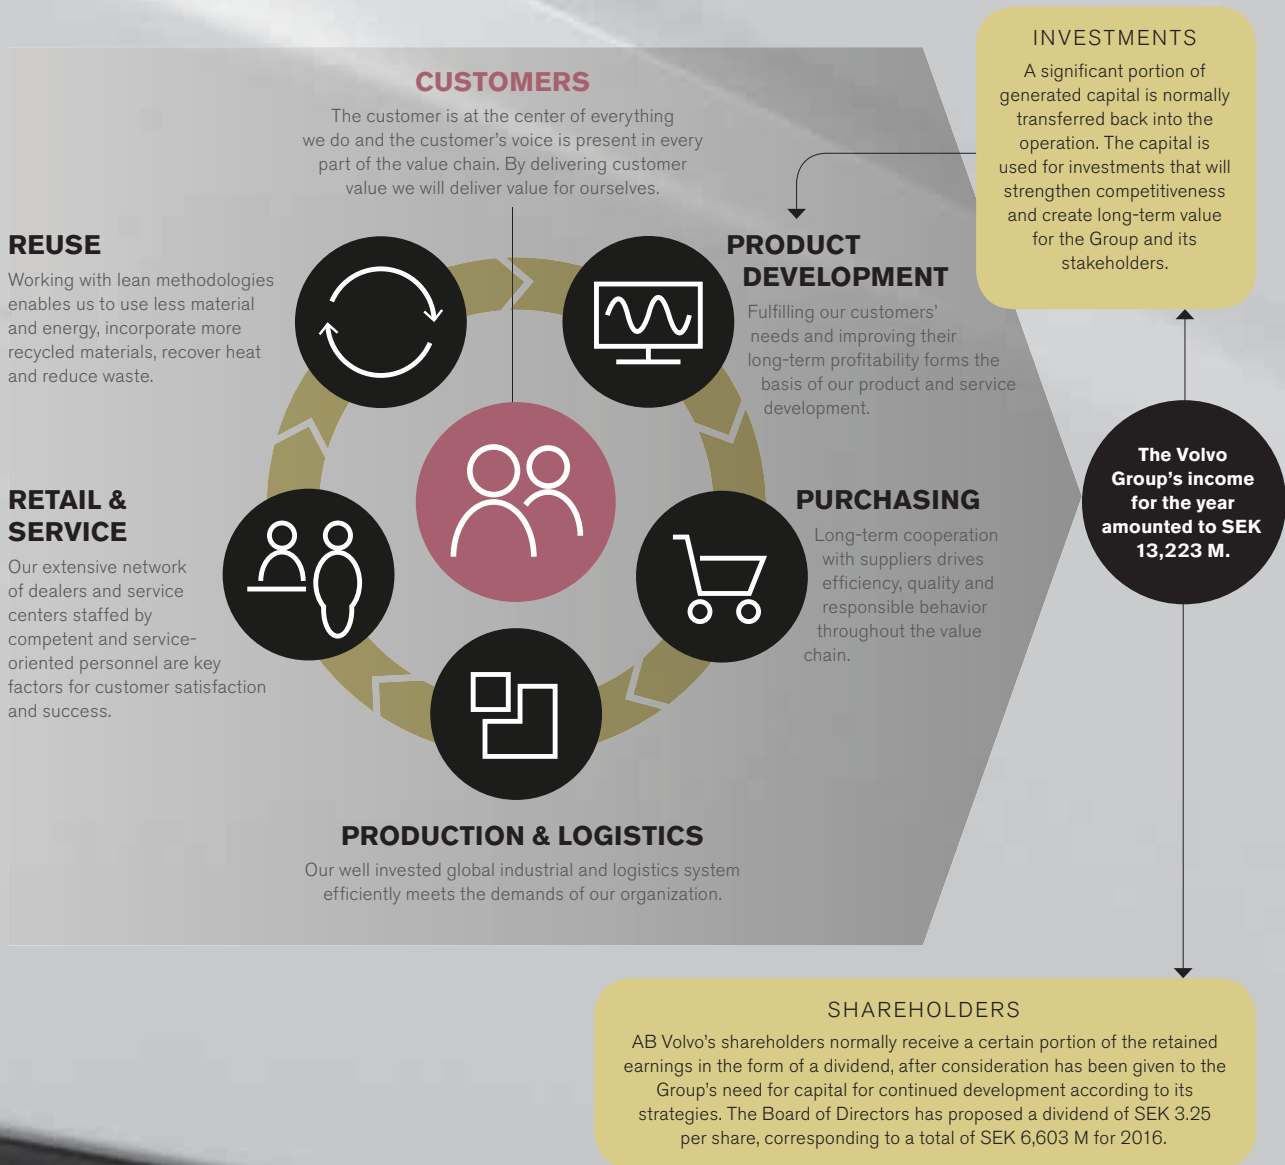 CUSTOMERS
The customer is at the center of everything
we do and the customer's voice is present in every
part of the value chain. By delivering customer
value we will deliver value for ourselves.
INVESTMENTS
A significant portion of
generated capital is normally
transferred back into the
operation. The capital is
used for investments that will
strengthen competitiveness
and create long-term value
for the Group and its
stakeholders.
REUSE
Working with lean methodologies
enables us to use less material
and energy, incorporate more
recycled materials, recover heat
and reduce waste.
PRODUCT
DEVELOPMENT
Fulfilling our customers'
needs and improving their
long-term profitability forms the
basis of our product and service
development.
RETAIL &
SERVICE
Our extensive network
of dealers and service
centers staffed by
competent and service-
oriented personnel are key
factors for customer satisfaction
and success.
PURCHASING
Long-term cooperation
with suppliers drives
efficiency, quality and
responsible behavior
throughout the value
chain.
The Volvo
Group's income
for the year
amounted to SEK
13,223 M.
PRODUCTION & LOGISTICS
Our well invested global industrial and logistics system
efficiently meets the demands of our organization.
SHAREHOLDERS
AB Volvo's shareholders normally receive a certain portion of the retained
earnings in the form of a dividend, after consideration has been given to the
Group's need for capital for continued development according to its
strategies. The Board of Directors has proposed a dividend of SEK 3.25
per share, corresponding to a total of SEK 6,603 M for 2016.